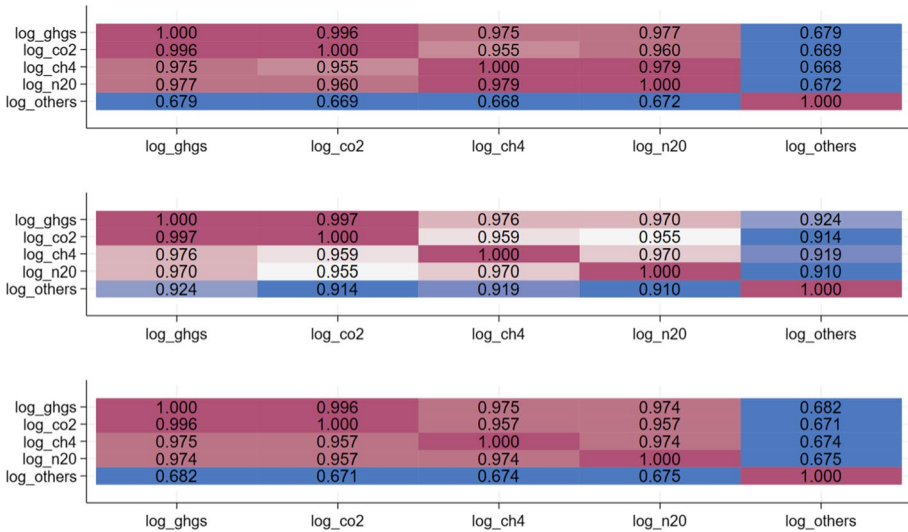 log_ghgs 1.000 0.996 0.975 0.977 0.679
log_co2 0.996 1.000 0.955 0.960 0.669
log_ch4 0.975 0.955 1.000 0.979 0.668
log_n20 0.977 0.960 0.979 1.000 0.672
log_others 0.679 0.669 0.668 0.672 1.000
log_ghgs log_co2 log_ch4 log_n20 log_others
log_ghgs 1.000 0.997 0.976 0.970 0.924
log_co2 0.997 1.000 0.959 0.955 0.914
log_ch4 0.976 0.959 1.000 0.970 0.919
log_n20 0.970 0.955 0.970 1.000 0.910
log_others 0.924 0.914 0.919 0.910 1.000
log_ghgs log_co2 log_ch4 log_n20 log_others
log_ghgs 1.000 0.996 0.975 0.974 0.682
log_co2 0.996 1.000 0.957 0.957 0.671
log_ch4 0.975 0.957 1.000 0.974 0.674
log_n20 0.974 0.957 0.974 1.000 0.675
log_others 0.682 0.671 0.674 0.675 1.000
log_ghgs log_co2 log_ch4 log_n20 log_others